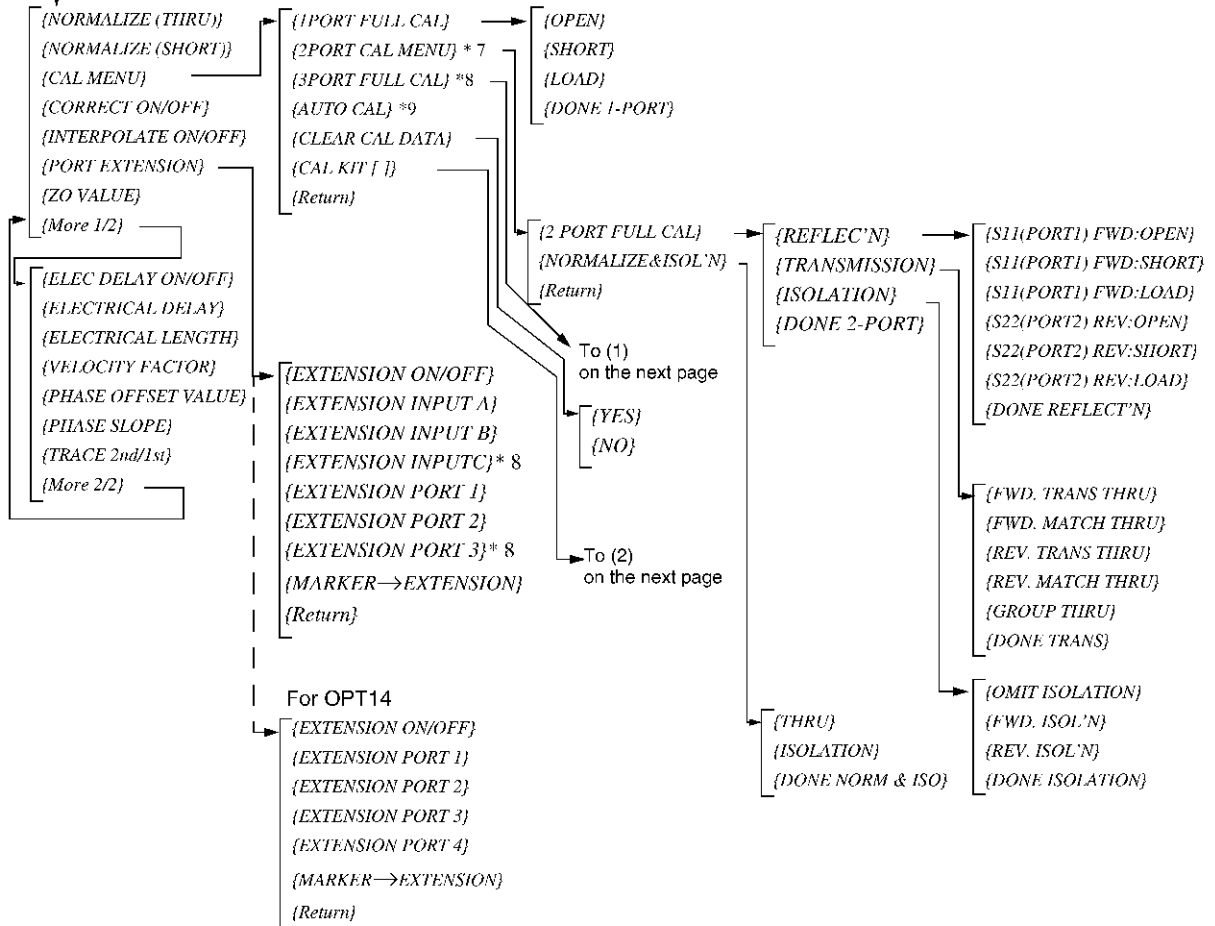 {NORMALIZE (THRU)}
{NORMALIZE (SHORT)}
{CAL MENU}
{CORRECT ON/OFF}
{INTERPOLATE ON/OFF}
{PORT EXTENSION}
{ZO VALUE}
{More 1/2}
{ELEC DELAY ON/OFF}
{ELECTRICAL DELAY}
{ELECTRICAL LENGTH}
{VELOCITY FACTOR}
{PHASE OFFSET VALUE}
{PHASE SLOPE}
{TRACE 2nd/1st}
{More 2/2}
{1PORT FULL CAL}
{2PORT CAL MENU} * 7
{3PORT FULL CAL} *8
{AUTO CAL} *9
{CLEAR CAL DATA}
{CAL KIT [ ]}
{Return}
{OPEN}
{SHORT}
{LOAD}
{DONE 1-PORT}
{2 PORT FULL CAL}
{NORMALIZE&ISOL'N}
{Return}
{REFLEC'N}
{TRANSMISSION}
{ISOLATION}
{DONE 2-PORT}
{S11(PORT1) FWD:OPEN}
{S11(PORT1) FWD:SHORT}
{S11(PORT1) FWD:LOAD}
{S22(PORT2) REV:OPEN}
{S22(PORT2) REV:SHORT}
{S22(PORT2) REV:LOAD}
{DONE REFLECT'N}
To (1)
on the next page
{YES}
{NO}
To (2)
on the next page
{EXTENSION ON/OFF}
{EXTENSION INPUT A}
{EXTENSION INPUT B}
{EXTENSION INPUTC}* 8
{EXTENSION PORT 1}
{EXTENSION PORT 2}
{EXTENSION PORT 3}* 8
{MARKER→EXTENSION}
{Return}
{FWD. TRANS THRU}
{FWD. MATCH THRU}
{REV. TRANS THRU}
{REV. MATCH THRU}
{GROUP THRU}
{DONE TRANS}
{OMIT ISOLATION}
{FWD. ISOL'N}
{REV. ISOL'N}
{DONE ISOLATION}
{THRU}
{ISOLATION}
{DONE NORM & ISO}
For OPT14
{EXTENSION ON/OFF}
{EXTENSION PORT 1}
{EXTENSION PORT 2}
{EXTENSION PORT 3}
{EXTENSION PORT 4}
{MARKER→EXTENSION}
{Return}